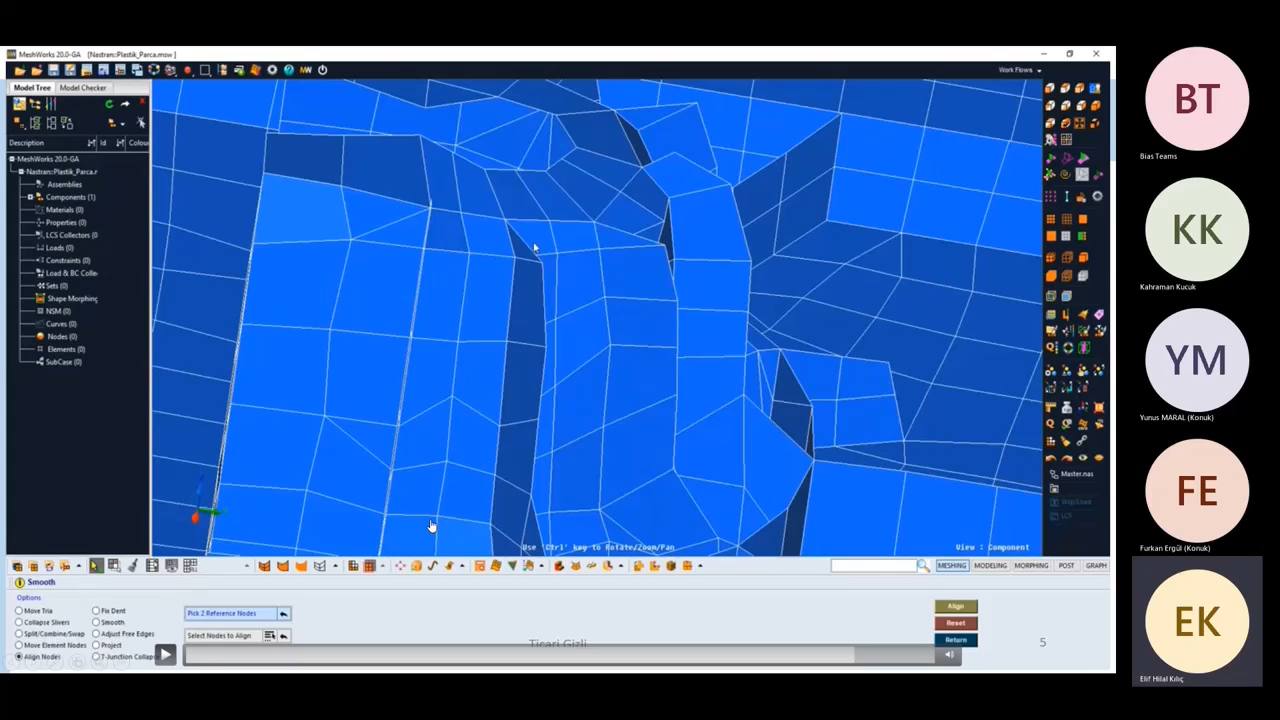 MeshWorks 20.0-GA [Nastran::Plastik_Parca.msw ]
Work Flows
Model Tree
Model Checker
Description
Id
Colou
MeshWorks 20.0-GA
Nastran::Plastik_Parca.r
Assemblies
Components (1)
Materials (0)
Properties (0)
LCS Collectors (0
Loads (0)
Constraints (0)
Load & BC Colle
Sets (0)
Shape Morphing
NSM (0)
Curves (0)
Nodes (0)
Elements (0)
SubCase (0)
Use 'Ctrl' key to Rotate/Zoom/Pan
View : Component
Master.nas
LCS
MESHING
MODELING
MORPHING
POST
GRAPH
Smooth
Options
Move Tria
Fix Dent
Collapse Slivers
Smooth
Split/Combine/Swap
Adjust Free Edges
Move Element Nodes
Project
Align Nodes
T-Junction Collap
Pick 2 Reference Nodes
Select Nodes to Align
Align
Reset
Return
Ticari Gizli
5
BT
Bias Teams
KK
Kahraman Kucuk
YM
Yunus MARAL (Konuk)
FE
Furkan Ergül (Konuk)
EK
Elif Hilal Kılıç